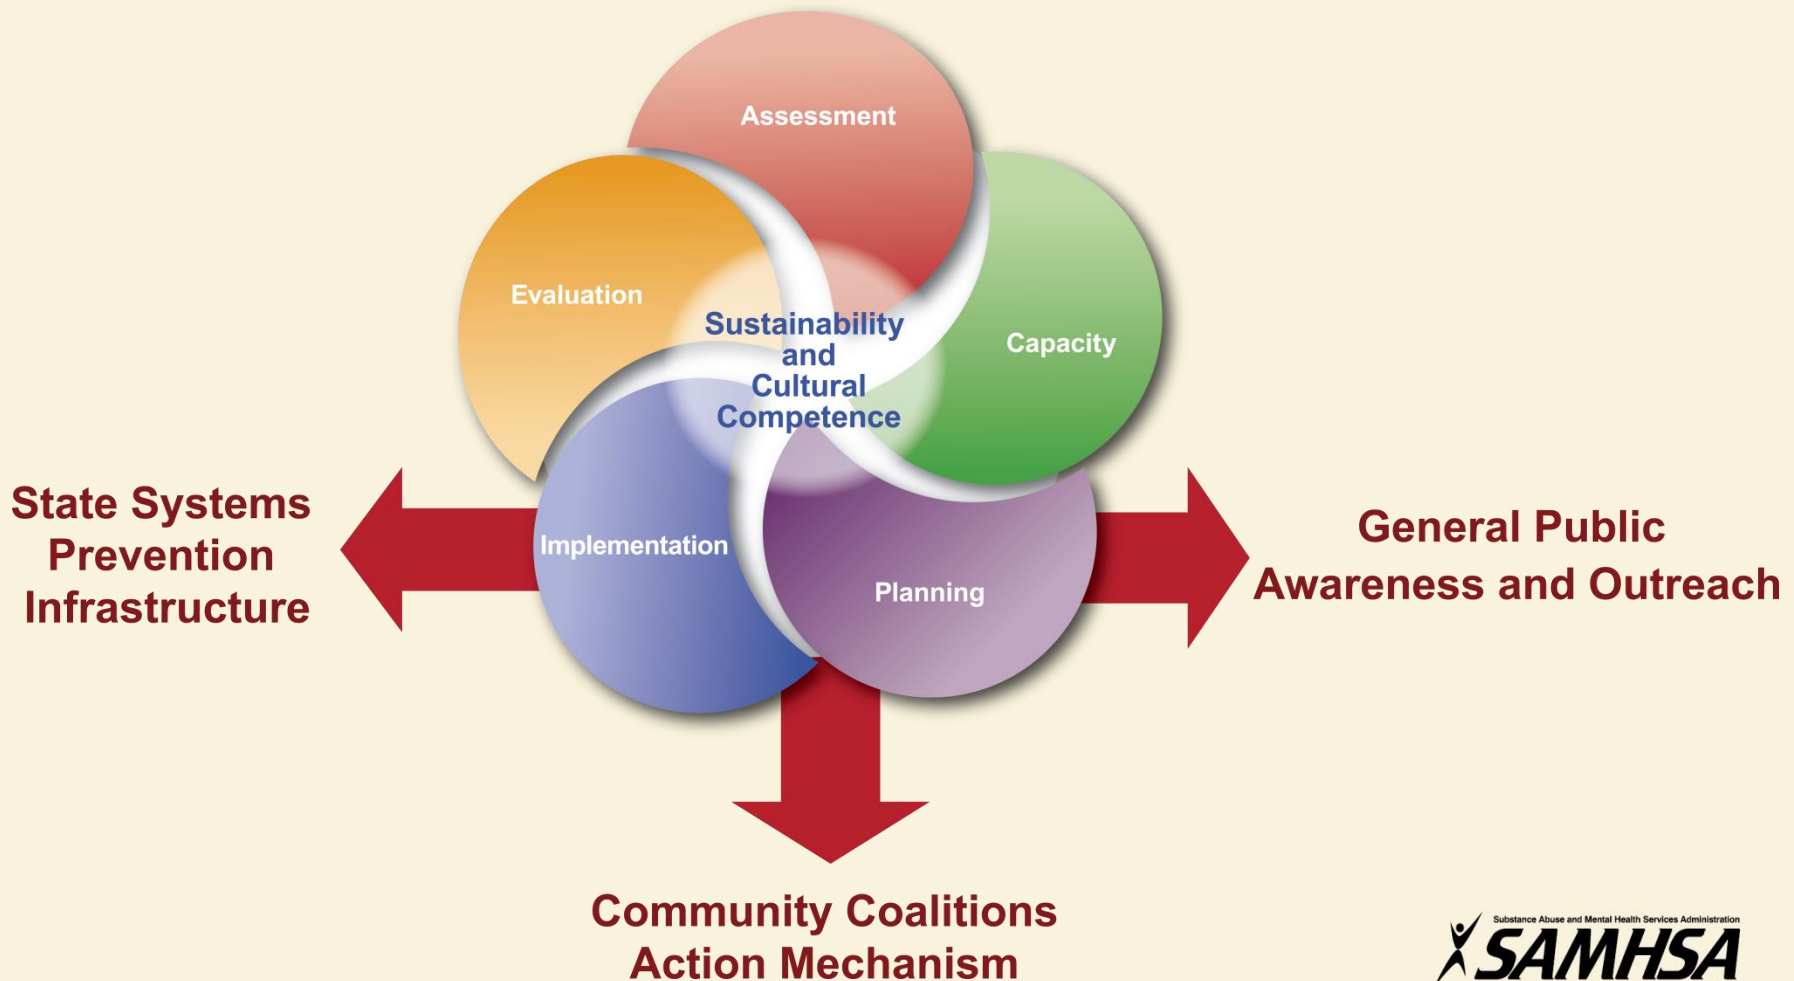 Assessment
Evaluation
Capacity
Sustainability
and
Cultural
Competence
Implementation
Planning
State Systems
Prevention
Infrastructure
General Public
Awareness and Outreach
Community Coalitions
Action Mechanism
Substance Abuse and Mental Health Services Administration
SAMHSA